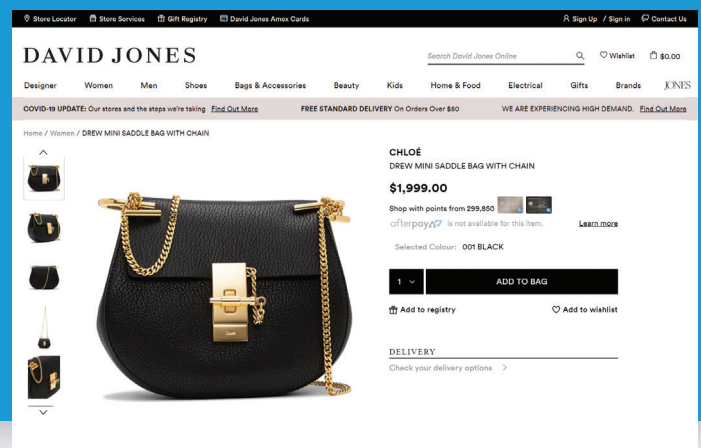 Store Locator Store Services Gift Registry David Jones Amex Cards Sign Up / Sign in Contact Us
DAVID JONES
Search David Jones Online Wishlist $0.00
Designer Women Men Shoes Bags & Accessories Beauty Kids Home & Food Electrical Gifts Brands JONES
COVID-19 UPDATE: Our stores and the steps we're taking Find Out More FREE STANDARD DELIVERY On Orders Over $50 WE ARE EXPERIENCING HIGH DEMAND. Find Out More
Home / Women / DREW MINI SADDLE BAG WITH CHAIN
CHLOÉ
DREW MINI SADDLE BAG WITH CHAIN
$1,999.00
Shop with points from 299,850
afterpay is not available for this item. Learn more
Selected Colour: 001 BLACK
1 ADD TO BAG
Add to registry Add to wishlist
DELIVERY
Check your delivery options